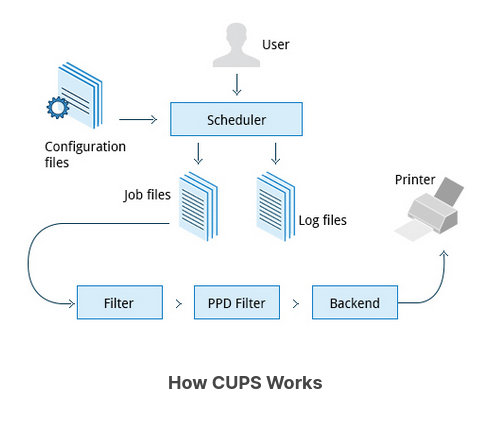 User
Scheduler
Configuration
files
Job files
Log files
Printer
Filter
PPD Filter
Backend
How CUPS Works